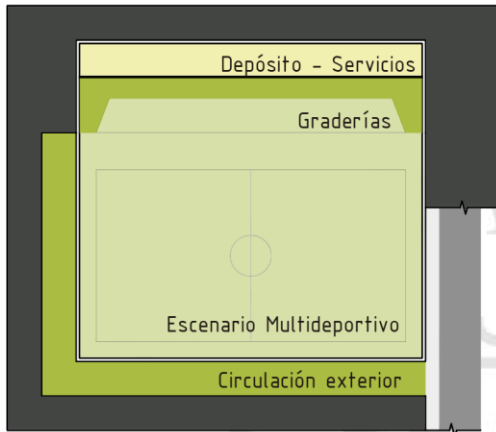 Depósito - Servicios
Graderías
Escenario Multideportivo
Circulación exterior